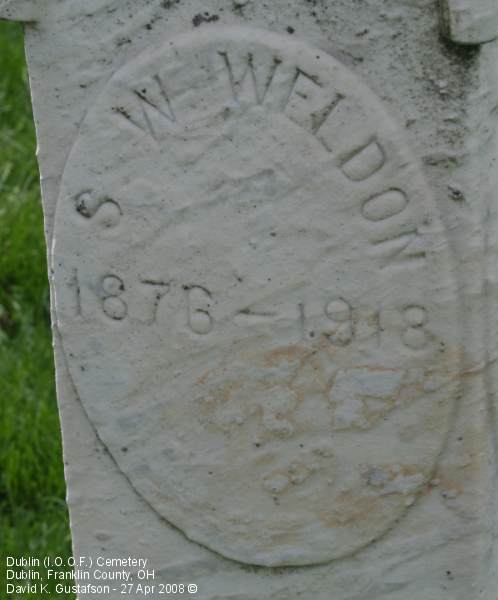 S W WELDON
1876 - 1918
Dublin (I.O.O.F.) Cemetery
Dublin, Franklin County, OH
David K. Gustafson - 27 Apr 2008 ©